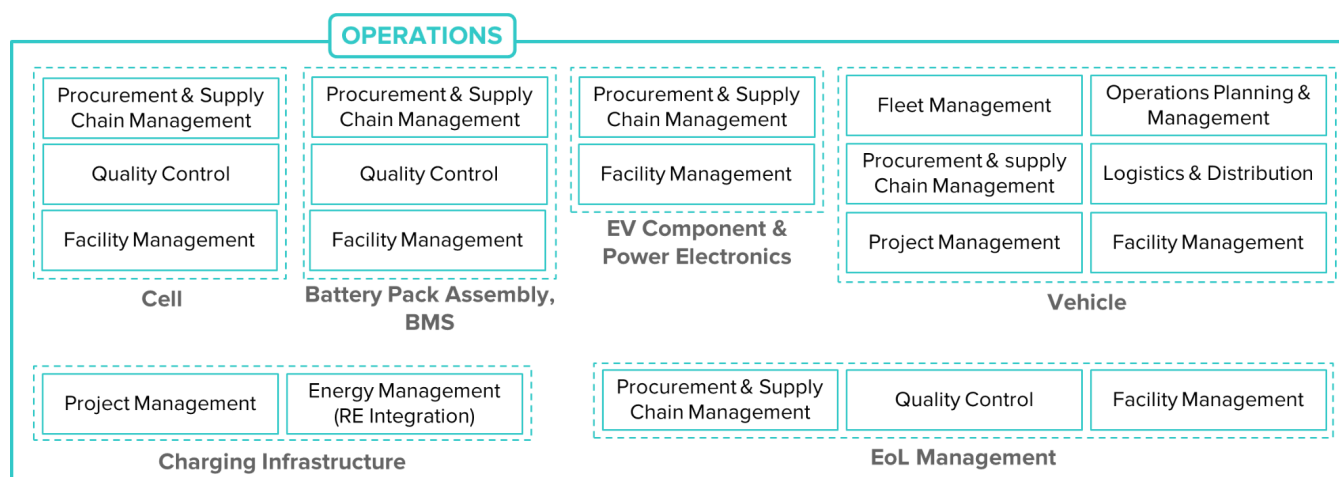 OPERATIONS
Procurement & Supply
Chain Management
Quality Control
Facility Management
Cell
Procurement & Supply
Chain Management
Quality Control
Facility Management
Battery Pack Assembly,
BMS
Procurement & Supply
Chain Management
Facility Management
EV Component &
Power Electronics
Fleet Management
Operations Planning &
Management
Procurement & supply
Chain Management
Logistics & Distribution
Project Management
Facility Management
Vehicle
Project Management
Energy Management
(RE Integration)
Charging Infrastructure
Procurement & Supply
Chain Management
Quality Control
Facility Management
EoL Management